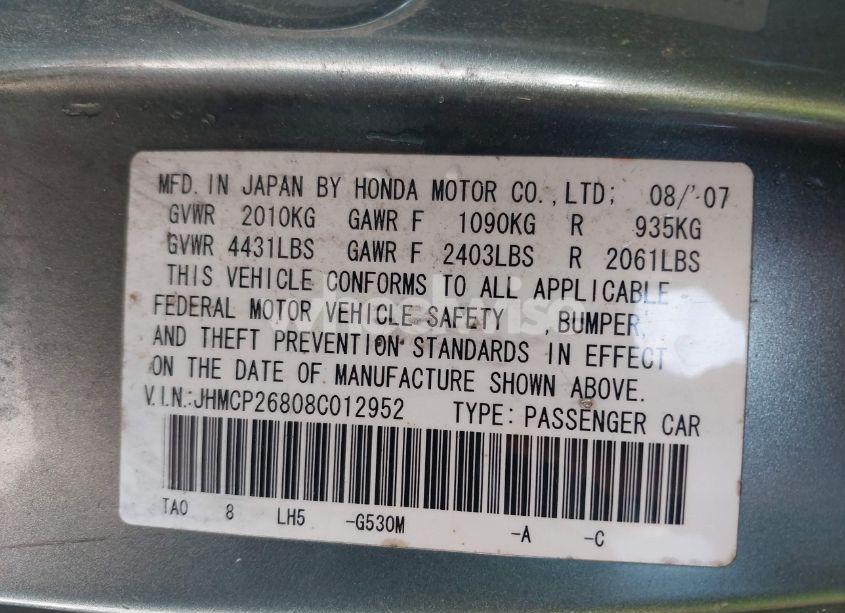 MFD. IN JAPAN BY HONDA MOTOR CO., LTD; 08/'07
GVWR 2010KG GAWR F 1090KG R 935KG
GVWR 4431LBS GAWR F 2403LBS R 2061LBS
THIS VEHICLE CONFORMS TO ALL APPLICABLE
FEDERAL MOTOR VEHICLE SAFETY , BUMPER,
AND THEFT PREVENTION STANDARDS IN EFFECT
ON THE DATE OF MANUFACTURE SHOWN ABOVE.
V.I.N.:JHMCP26808C012952 TYPE: PASSENGER CAR
TA0 8 LH5 -G530M -A -C